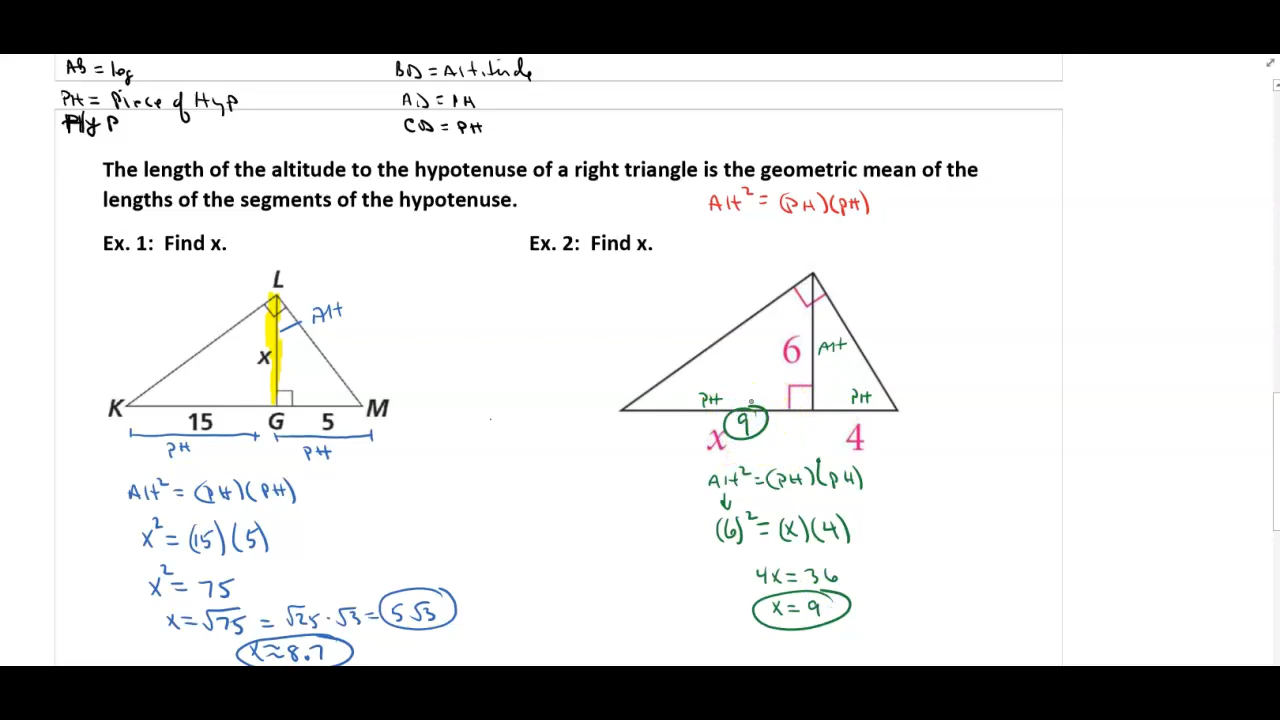 AB = leg
BD = Altitude
PH = Piece of Hyp
AD = PH
Hyp
CD = PH
The length of the altitude to the hypotenuse of a right triangle is the geometric mean of the
lengths of the segments of the hypotenuse.
Alt² = (PH)(PH)
Ex. 1: Find x.
Ex. 2: Find x.
L
Alt
x
K
15
G
5
M
PH
PH
Alt² = (PH)(PH)
x² = (15)(5)
x² = 75
x = √75 = √25 · √3 = 5√3
x ≈ 8.7
6
Alt
PH
PH
9
x
4
Alt² = (PH)(PH)
(6)² = (x)(4)
4x = 36
x = 9